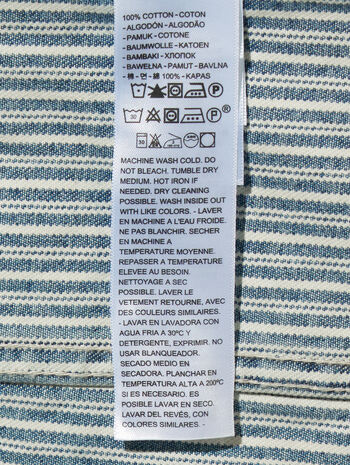 100% COTTON - COTON
- ALGODÓN - ALGODÃO
- PAMUK - COTONE
- BAUMWOLLE - KATOEN
- BAMBAKI - ХЛОПОК
- BAWEŁNA - PAMUT - BAVLNA
- 棉 - 면 - 綿 100% - KAPAS
P
30
P®
30
MACHINE WASH COLD. DO
NOT BLEACH. TUMBLE DRY
MEDIUM. HOT IRON IF
NEEDED. DRY CLEANING
POSSIBLE. WASH INSIDE OUT
WITH LIKE COLORS. - LAVER
EN MACHINE A L'EAU FROIDE.
NE PAS BLANCHIR. SECHER
EN MACHINE A
TEMPERATURE MOYENNE.
REPASSER A TEMPERATURE
ELEVEE AU BESOIN.
NETTOYAGE A SEC
POSSIBLE. LAVER LE
VETEMENT RETOURNE, AVEC
DES COULEURS SIMILAIRES.
- LAVAR EN LAVADORA CON
AGUA FRIA A 30ºC Y
DETERGENTE, EXPRIMIR. NO
USAR BLANQUEADOR.
SECADO MEDIO EN
SECADORA. PLANCHAR EN
TEMPERATURA ALTA A 200ºC
SI ES NECESARIO. ES
POSIBLE LAVAR EN SECO.
LAVAR DEL REVÉS, CON
COLORES SIMILARES.